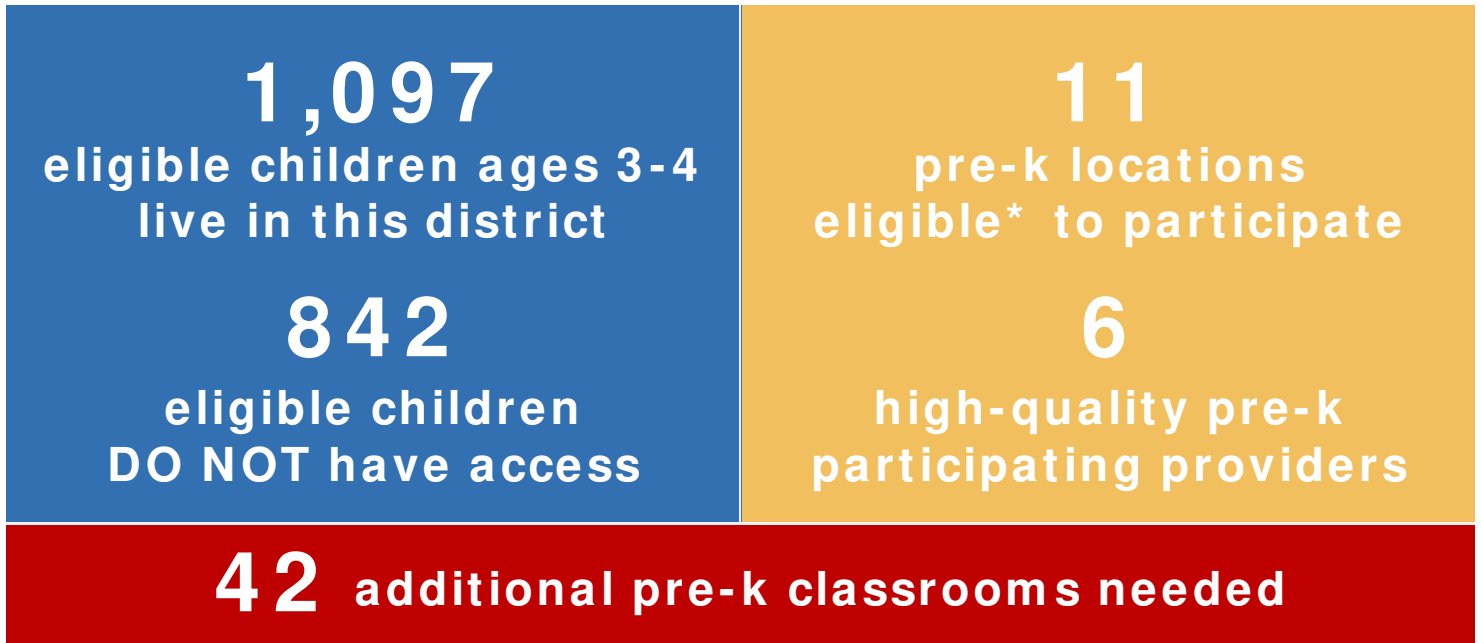 1,097
eligible children ages 3-4
live in this district
842
eligible children
DO NOT have access
11
pre-k locations
eligible* to participate
6
high-quality pre-k
participating providers
42 additional pre-k classrooms needed